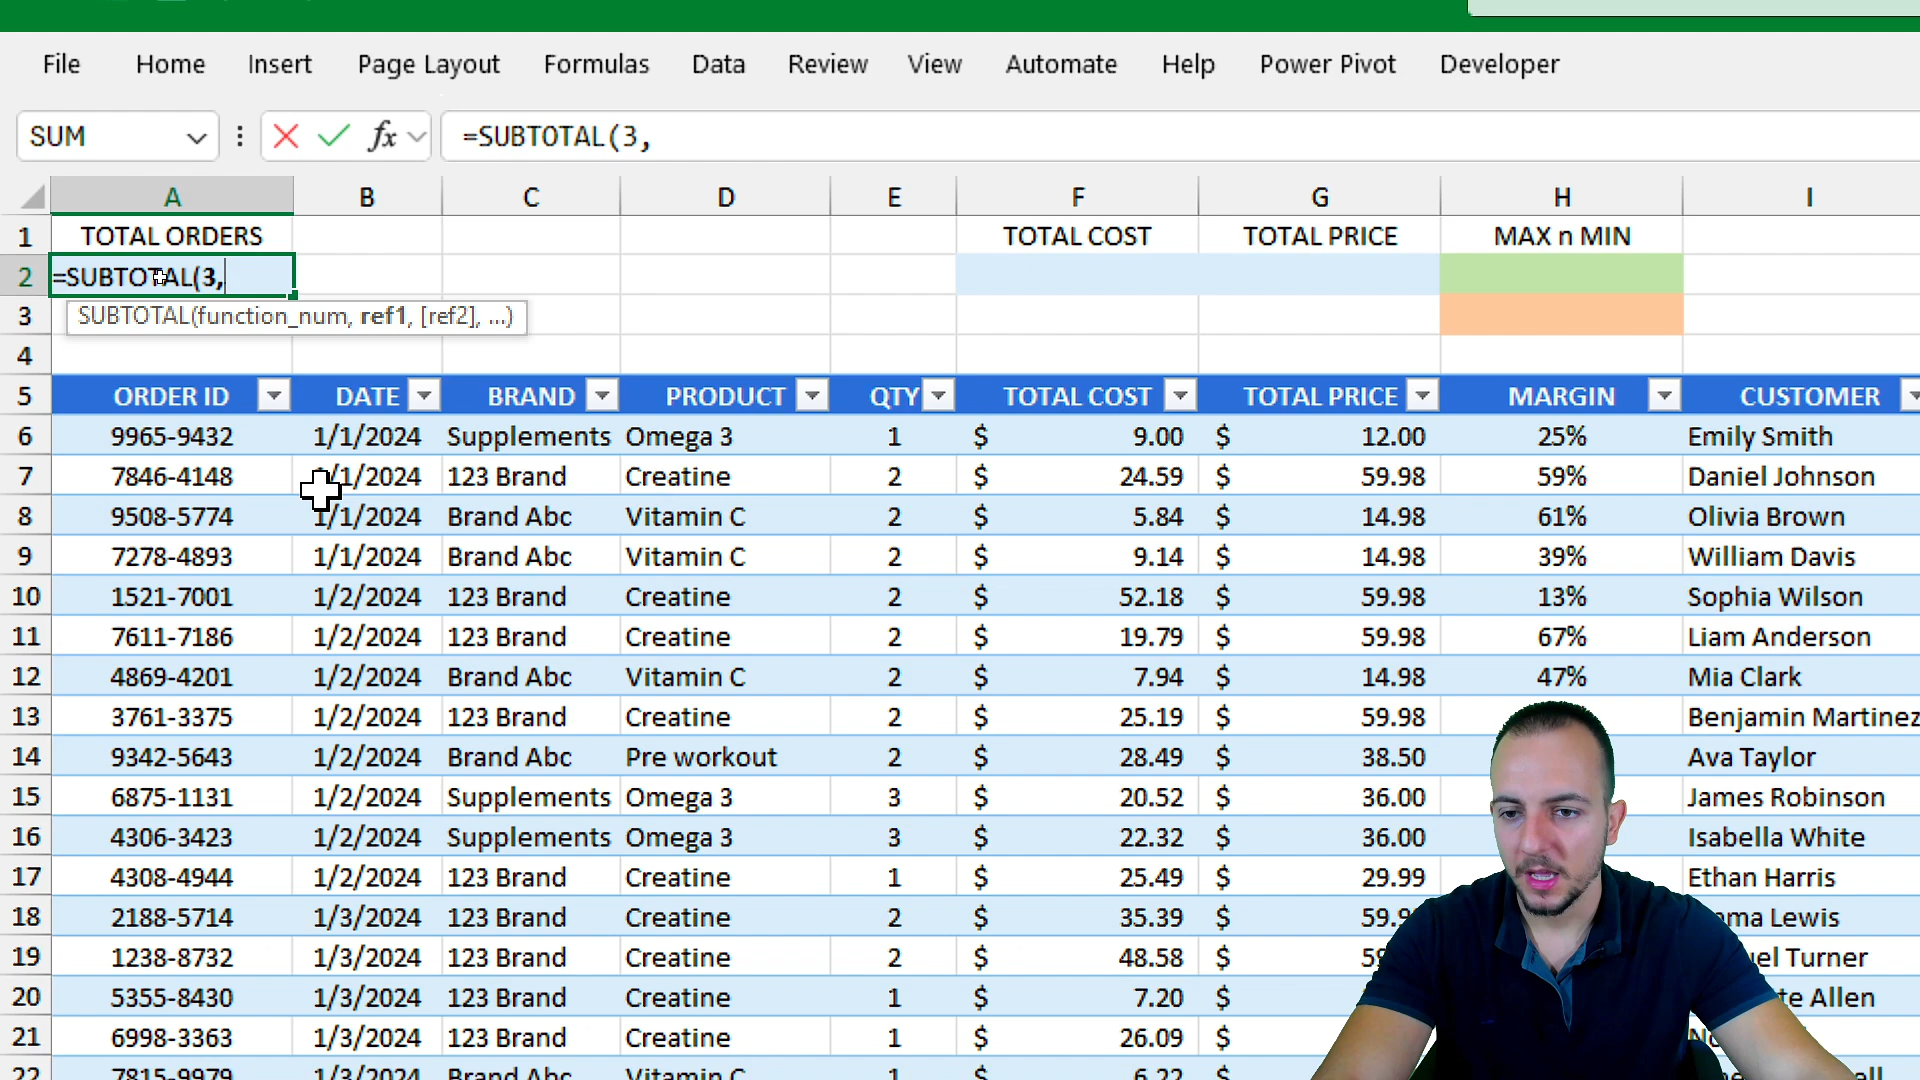 File Home Insert Page Layout Formulas Data Review View Automate Help Power Pivot Developer
SUM fx =SUBTOTAL(3,
A B C D E F G H I
1 TOTAL ORDERS TOTAL COST TOTAL PRICE MAX n MIN
2 =SUBTOTAL(3,
3 SUBTOTAL(function_num, ref1, [ref2], ...)
4
5 ORDER ID DATE BRAND PRODUCT QTY TOTAL COST TOTAL PRICE MARGIN CUSTOMER
6 9965-9432 1/1/2024 Supplements Omega 3 1 $ 9.00 $ 12.00 25% Emily Smith
7 7846-4148 1/1/2024 123 Brand Creatine 2 $ 24.59 $ 59.98 59% Daniel Johnson
8 9508-5774 1/1/2024 Brand Abc Vitamin C 2 $ 5.84 $ 14.98 61% Olivia Brown
9 7278-4893 1/1/2024 Brand Abc Vitamin C 2 $ 9.14 $ 14.98 39% William Davis
10 1521-7001 1/2/2024 123 Brand Creatine 2 $ 52.18 $ 59.98 13% Sophia Wilson
11 7611-7186 1/2/2024 123 Brand Creatine 2 $ 19.79 $ 59.98 67% Liam Anderson
12 4869-4201 1/2/2024 Brand Abc Vitamin C 2 $ 7.94 $ 14.98 47% Mia Clark
13 3761-3375 1/2/2024 123 Brand Creatine 2 $ 25.19 $ 59.98 Benjamin Martinez
14 9342-5643 1/2/2024 Brand Abc Pre workout 2 $ 28.49 $ 38.50 Ava Taylor
15 6875-1131 1/2/2024 Supplements Omega 3 3 $ 20.52 $ 36.00 James Robinson
16 4306-3423 1/2/2024 Supplements Omega 3 3 $ 22.32 $ 36.00 Isabella White
17 4308-4944 1/2/2024 123 Brand Creatine 1 $ 25.49 $ 29.99 Ethan Harris
18 2188-5714 1/3/2024 123 Brand Creatine 2 $ 35.39 $ Lewis
19 1238-8732 1/3/2024 123 Brand Creatine 2 $ 48.58 $ Turner
20 5355-8430 1/3/2024 123 Brand Creatine 1 $ 7.20 $ Allen
21 6998-3363 1/3/2024 123 Brand Creatine 1 $ 26.09 $
22 7815-9979 1/3/2024 Brand Abc Vitamin C 1 $ 6.22 $